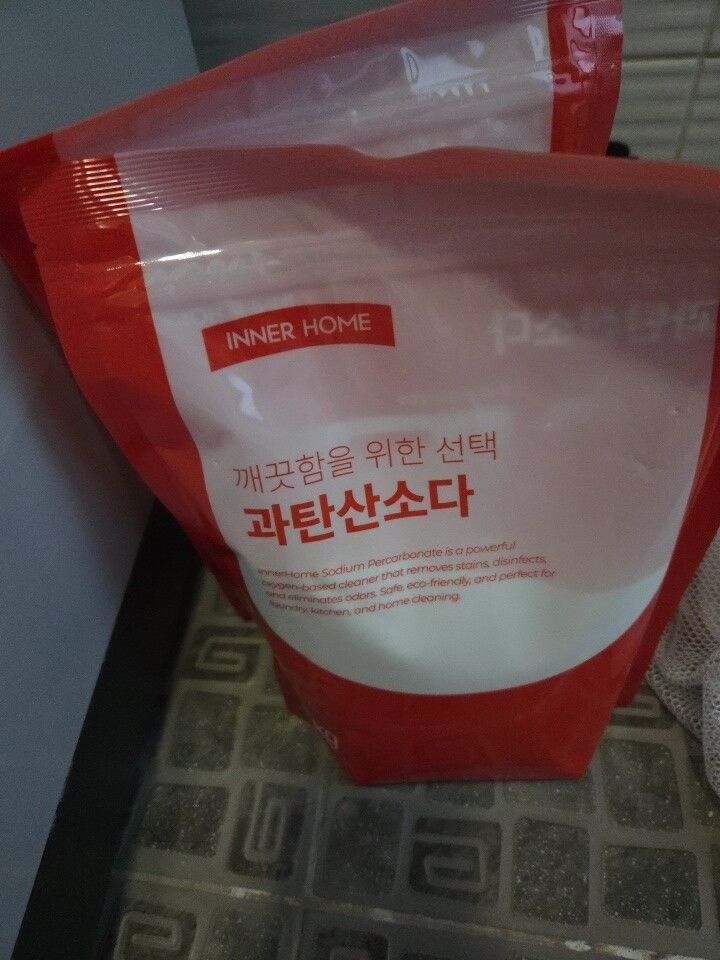 INNER HOME
깨끗함을 위한 선택
과탄산소다
InnerHome Sodium Percarbonate is a powerful
oxygen-based cleaner that removes stains, disinfects,
and eliminates odors. Safe, eco-friendly, and perfect for
laundry, kitchen, and home cleaning.
kg